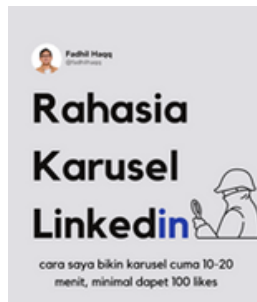 Fadhil Haqq
@fadhilhaqq
Rahasia
Karusel
Linkedin
cara saya bikin karusel cuma 10-20
menit, minimal dapet 100 likes